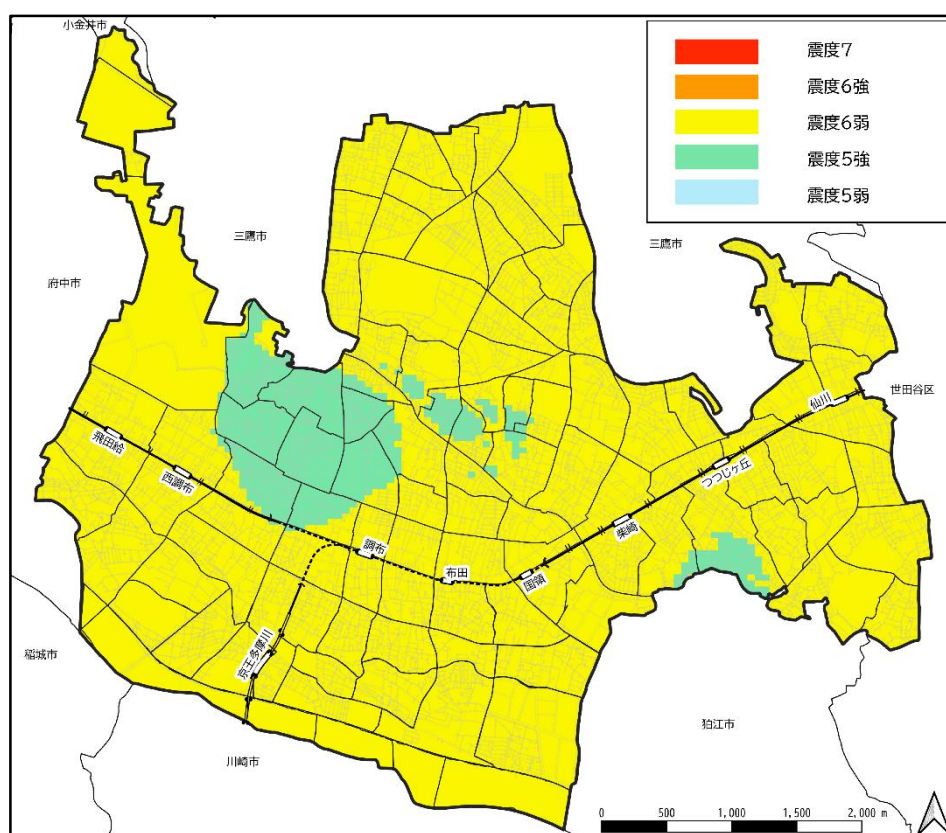 小金井市
震度7
震度6強
震度6弱
震度5強
震度5弱
三鷹市
三鷹市
府中市
世田谷区
仙川
つつじヶ丘
柴崎
国領
布田
調布
西調布
飛田給
京王多摩川
稲城市
川崎市
狛江市
0 500 1,000 1,500 2,000 m